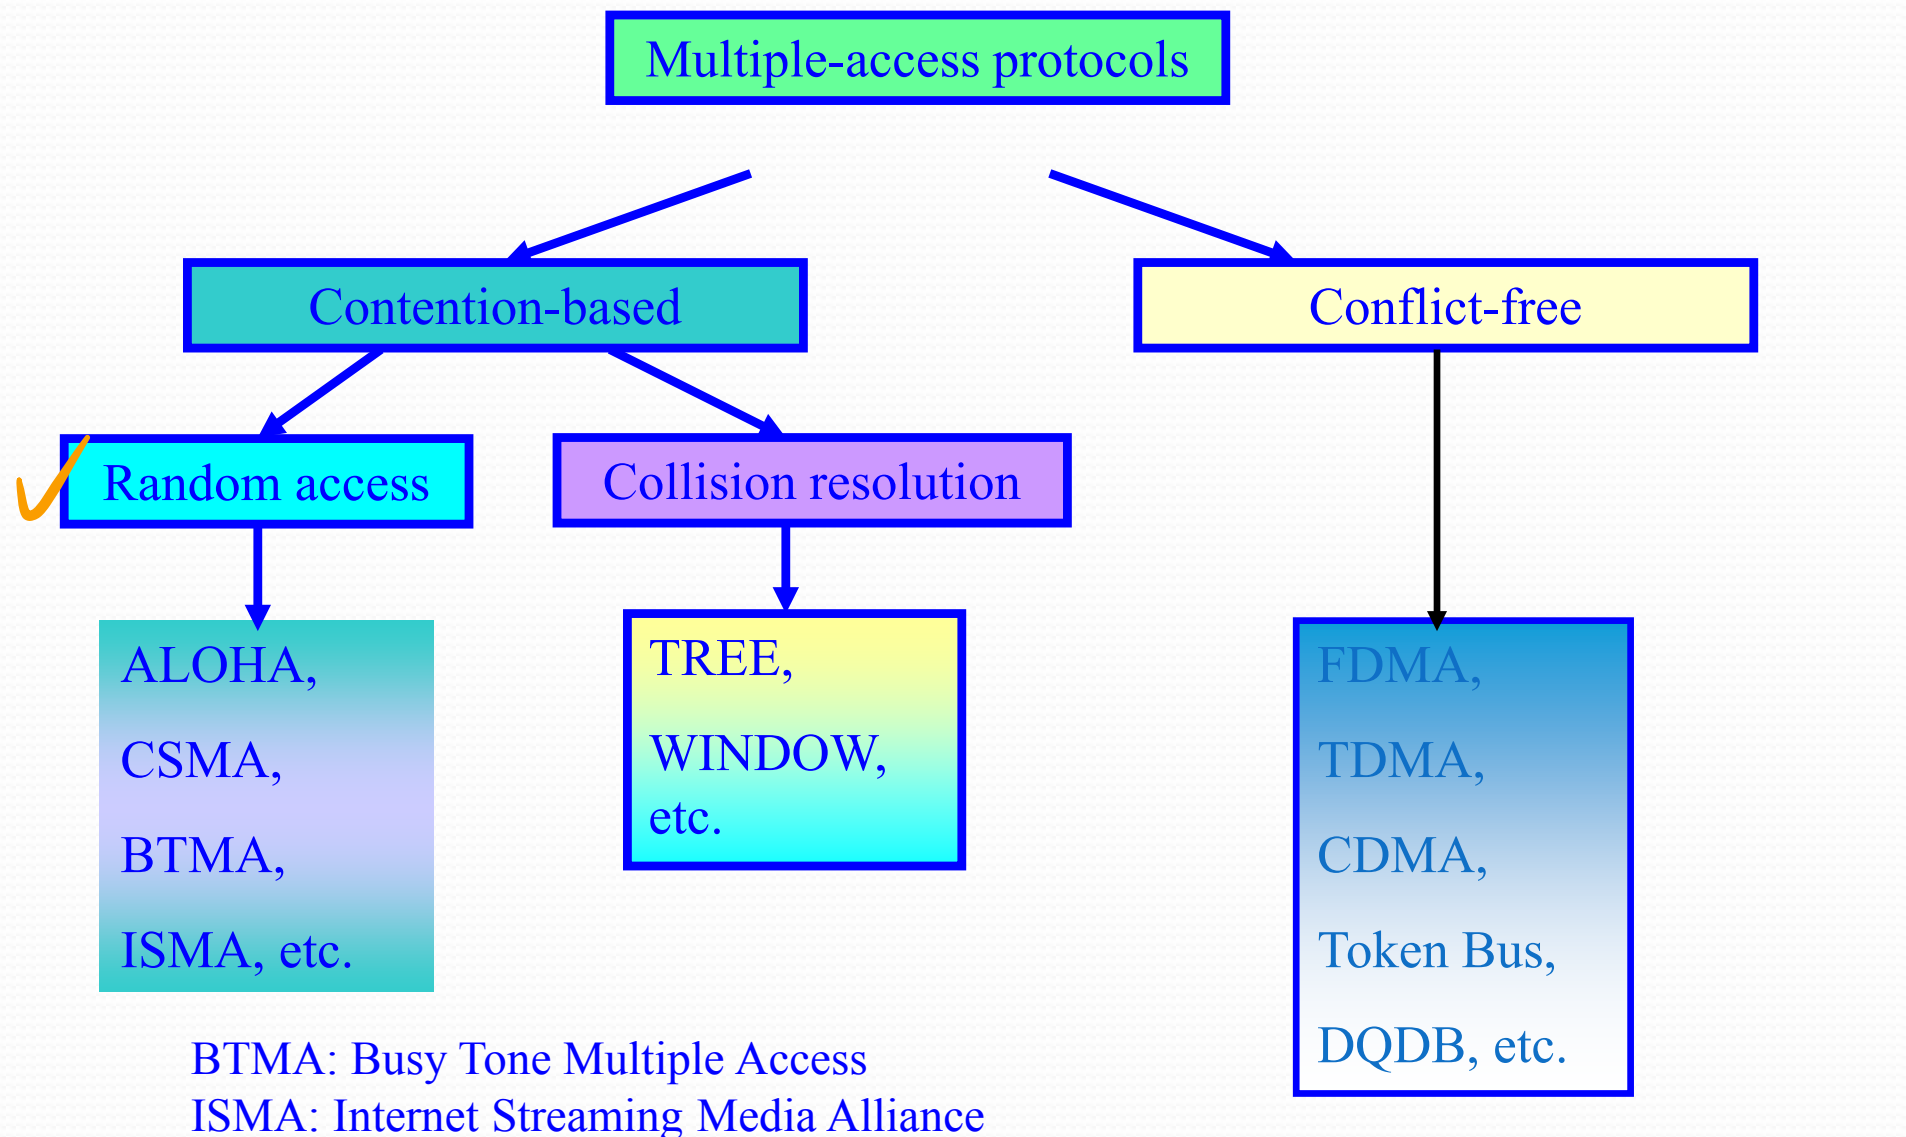 Multiple-access protocols
Contention-based
Conflict-free
Random access
Collision resolution
ALOHA,
CSMA,
BTMA,
ISMA, etc.
TREE,
WINDOW,
etc.
FDMA,
TDMA,
CDMA,
Token Bus,
DQDB, etc.
BTMA: Busy Tone Multiple Access
ISMA: Internet Streaming Media Alliance